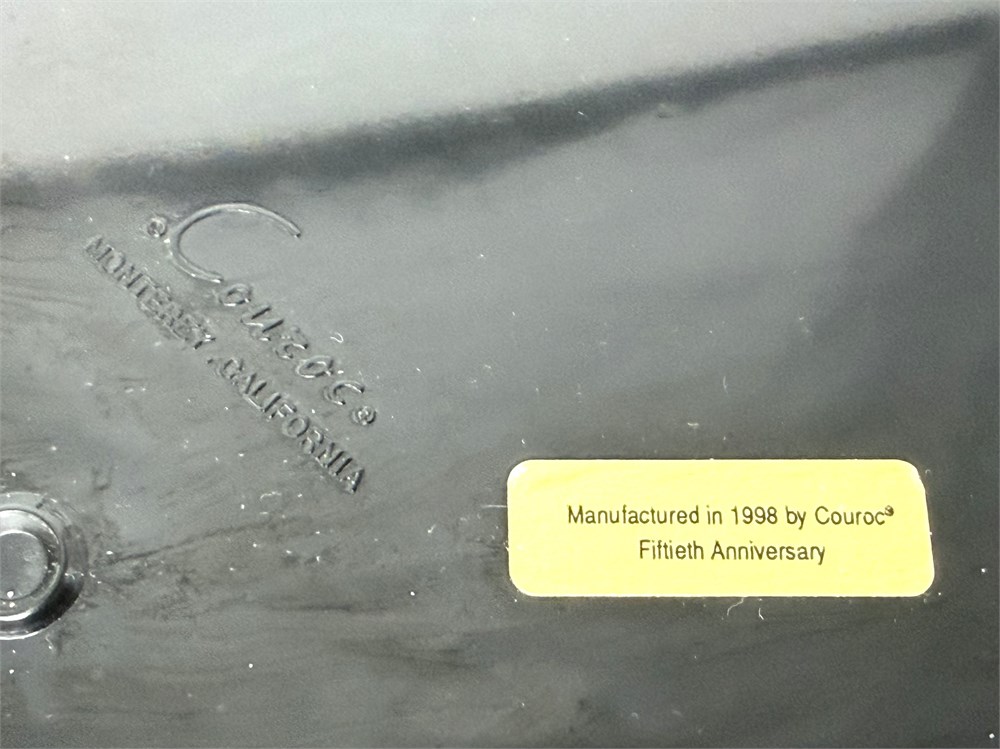 © Couroc®
MONTEREY, CALIFORNIA
Manufactured in 1998 by Couroc®
Fiftieth Anniversary